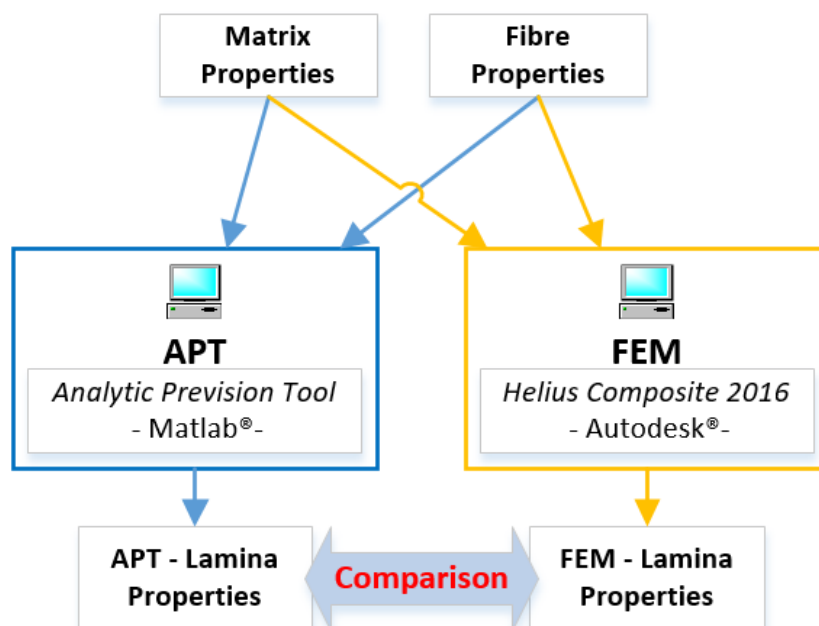 Matrix
Properties
Fibre
Properties
APT
Analytic Prevision Tool
- Matlab®-
FEM
Helius Composite 2016
- Autodesk®-
APT - Lamina
Properties
Comparison
FEM - Lamina
Properties